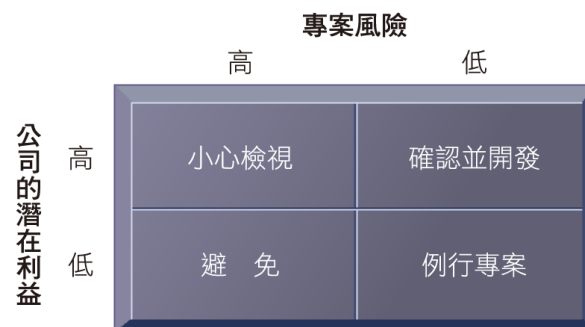 專案風險
高 低
公司的潛在利益
高 小心檢視 確認並開發
低 避 免 例行專案